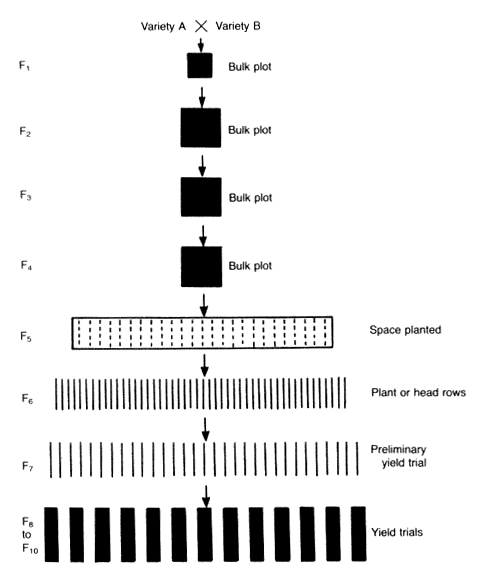 Variety A × Variety B
F₁ Bulk plot
F₂ Bulk plot
F₃ Bulk plot
F₄ Bulk plot
F₅ Space planted
F₆ Plant or head rows
F₇ Preliminary
yield trial
F₈
to Yield trials
F₁₀